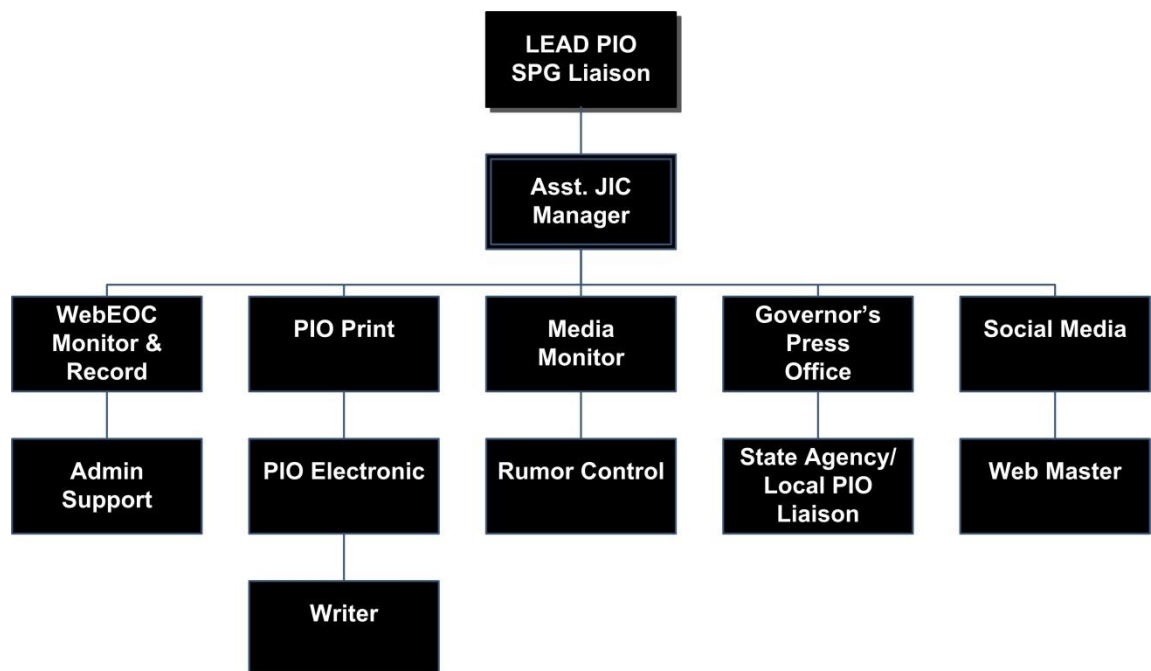 LEAD PIO
SPG Liaison
Asst. JIC
Manager
WebEOC
Monitor &
Record
PIO Print
Media
Monitor
Governor’s
Press
Office
Social Media
Admin
Support
PIO Electronic
Rumor Control
State Agency/
Local PIO
Liaison
Web Master
Writer